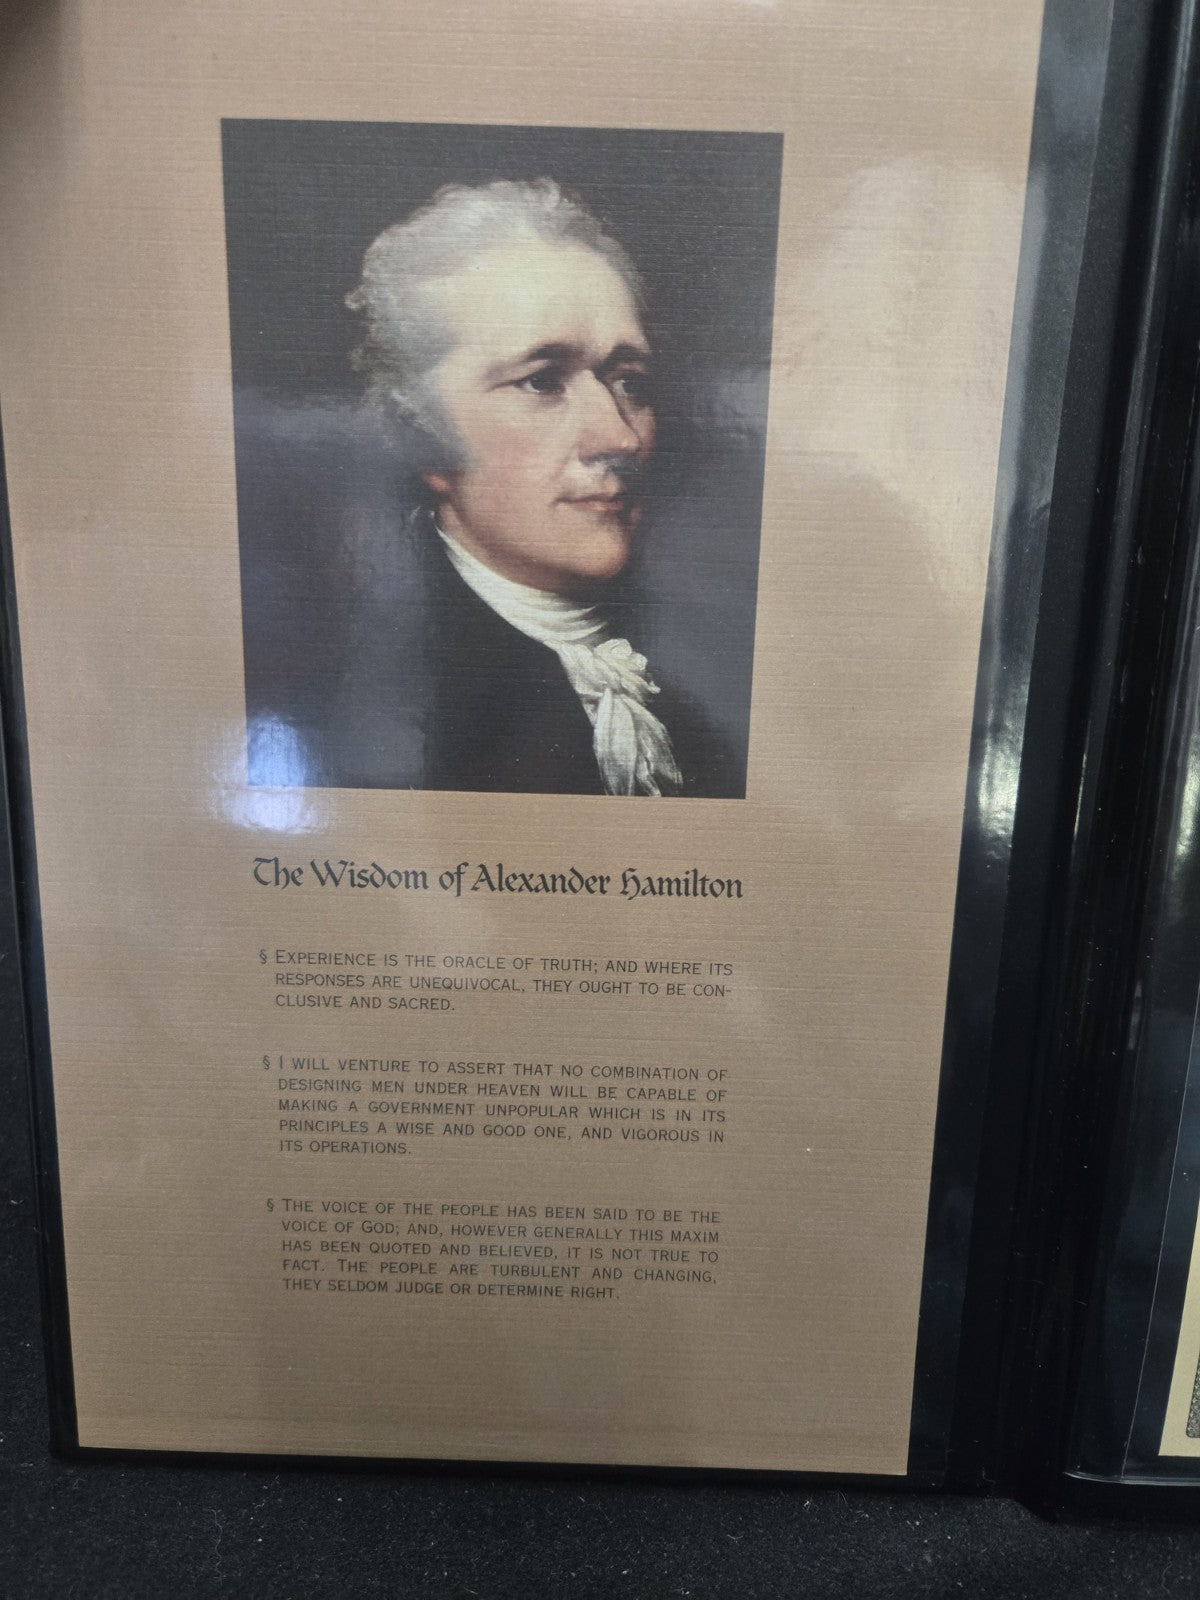 The Wisdom of Alexander Hamilton
§ EXPERIENCE IS THE ORACLE OF TRUTH; AND WHERE ITS
RESPONSES ARE UNEQUIVOCAL, THEY OUGHT TO BE CON-
CLUSIVE AND SACRED.
§ I WILL VENTURE TO ASSERT THAT NO COMBINATION OF
DESIGNING MEN UNDER HEAVEN WILL BE CAPABLE OF
MAKING A GOVERNMENT UNPOPULAR WHICH IS IN ITS
PRINCIPLES A WISE AND GOOD ONE, AND VIGOROUS IN
ITS OPERATIONS.
§ THE VOICE OF THE PEOPLE HAS BEEN SAID TO BE THE
VOICE OF GOD; AND, HOWEVER GENERALLY THIS MAXIM
HAS BEEN QUOTED AND BELIEVED, IT IS NOT TRUE TO
FACT. THE PEOPLE ARE TURBULENT AND CHANGING,
THEY SELDOM JUDGE OR DETERMINE RIGHT.